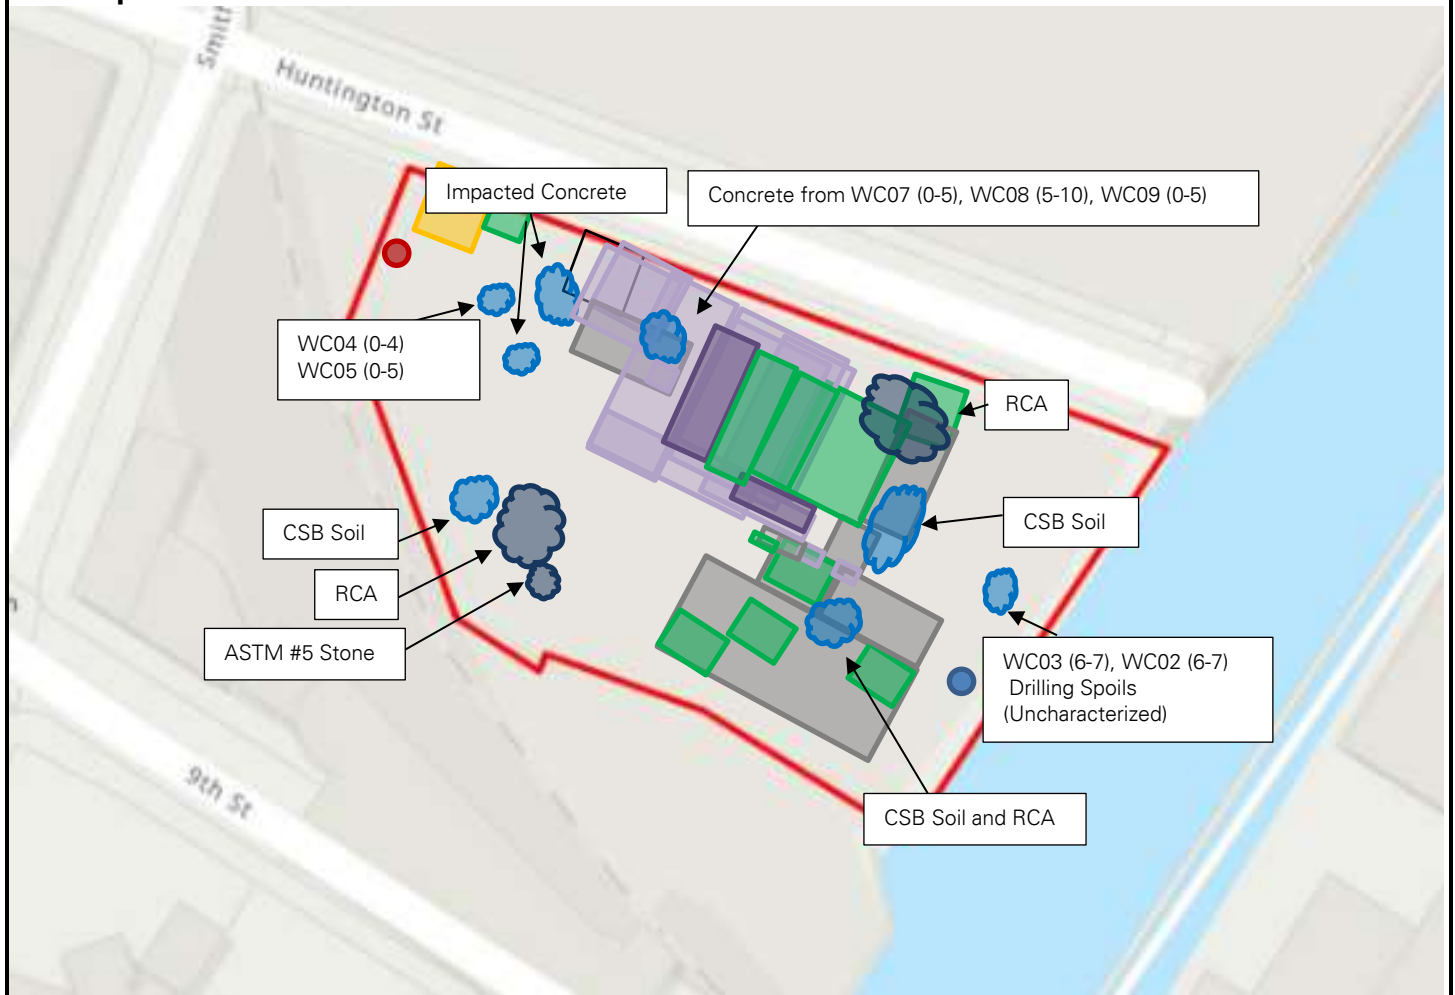 Smith
Huntington St
Impacted Concrete
Concrete from WC07 (0-5), WC08 (5-10), WC09 (0-5)
WC04 (0-4)
WC05 (0-5)
RCA
CSB Soil
CSB Soil
RCA
ASTM #5 Stone
WC03 (6-7), WC02 (6-7)
Drilling Spoils
(Uncharacterized)
9th St
CSB Soil and RCA